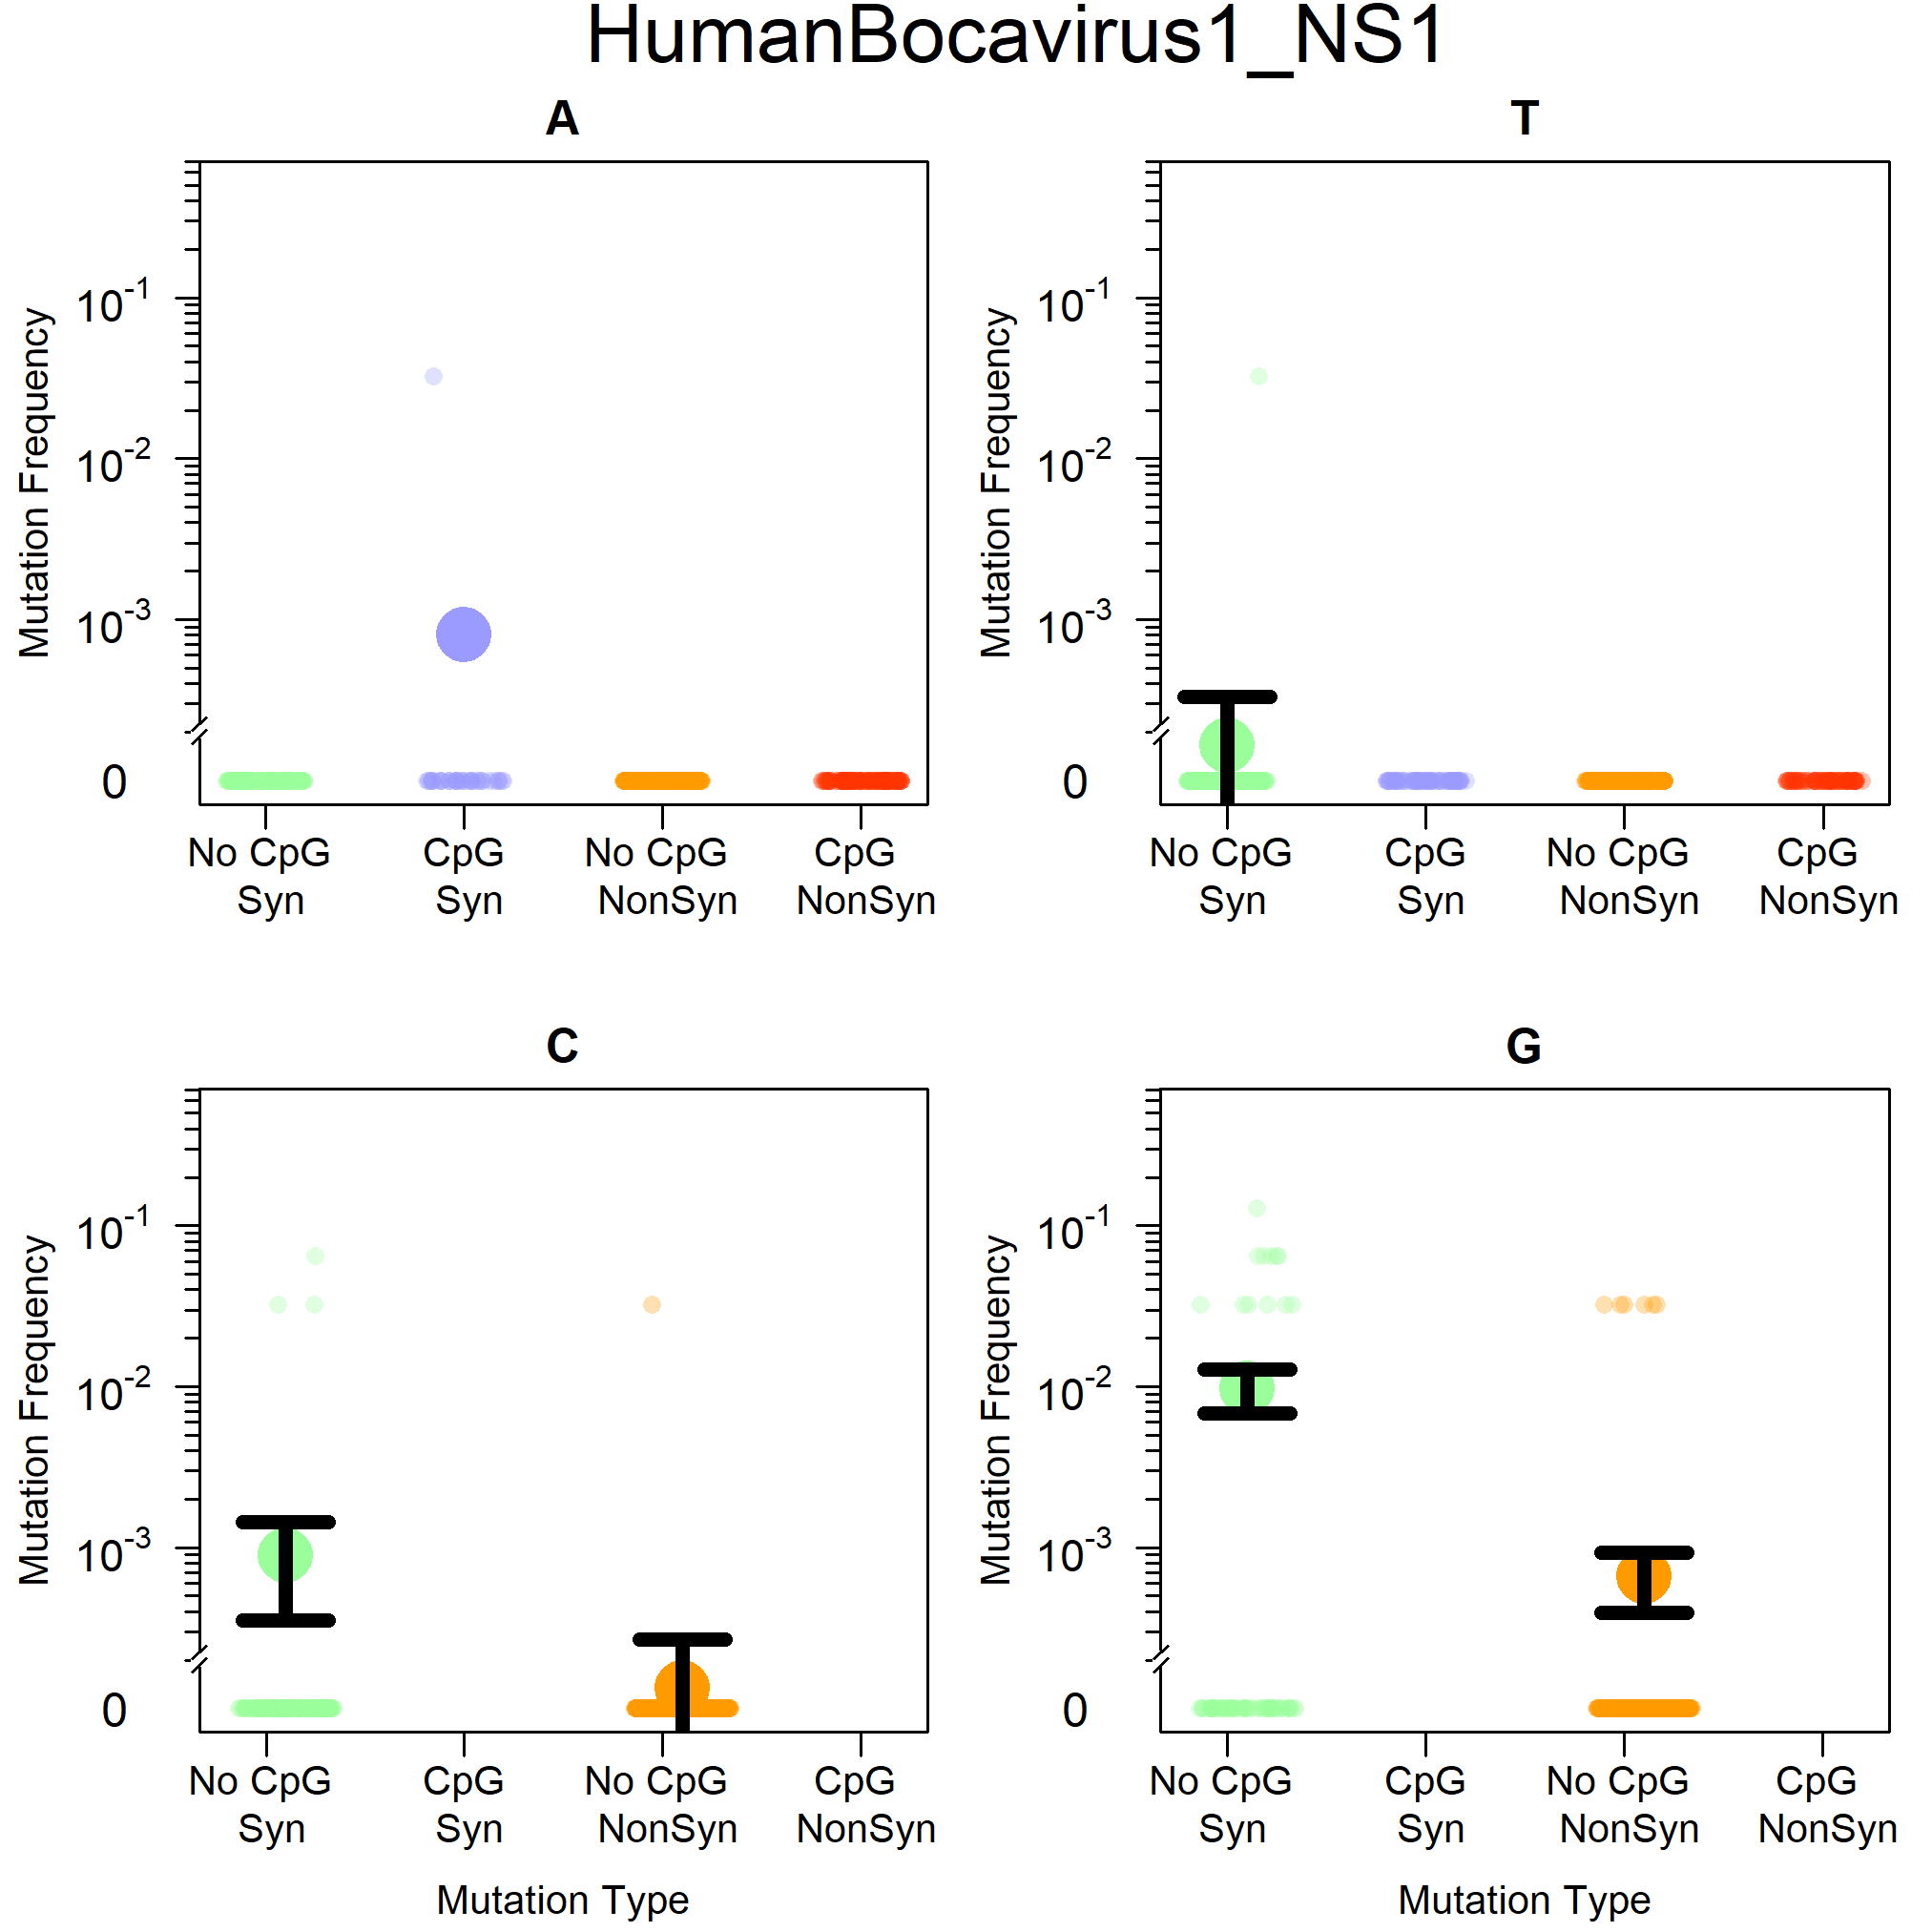 HumanBocavirus1_NS1
A
Mutation Frequency
10-1
10-2
10-3
0
No CpG Syn
CpG Syn
No CpG NonSyn
CpG NonSyn
T
Mutation Frequency
10-1
10-2
10-3
0
No CpG Syn
CpG Syn
No CpG NonSyn
CpG NonSyn
C
Mutation Frequency
10-1
10-2
10-3
0
No CpG Syn
CpG Syn
No CpG NonSyn
CpG NonSyn
Mutation Type
G
Mutation Frequency
10-1
10-2
10-3
0
No CpG Syn
CpG Syn
No CpG NonSyn
CpG NonSyn
Mutation Type